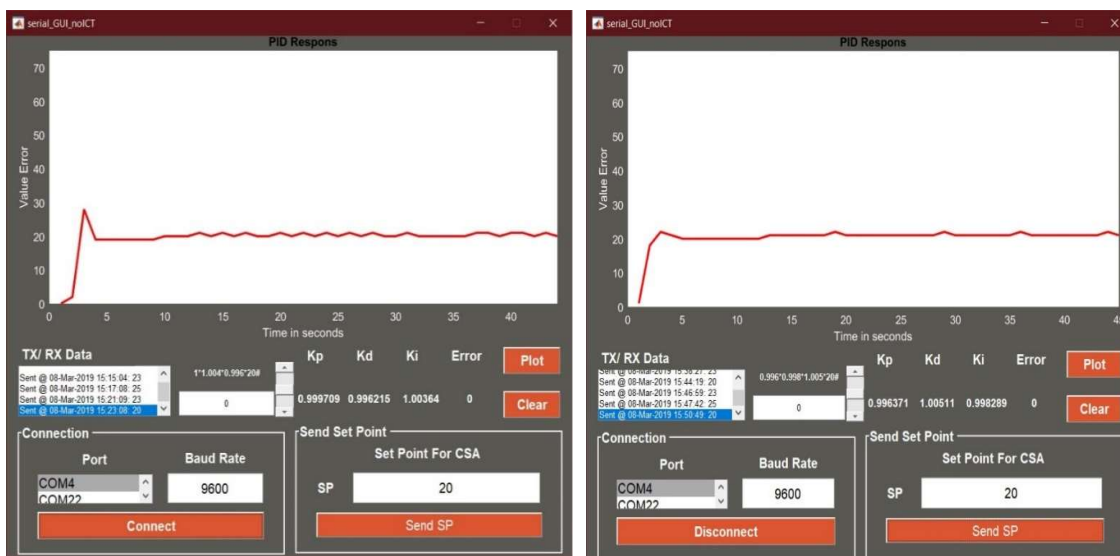 serial_GUI_noICT
PID Respons
Value Error
70
60
50
40
30
20
10
0
0 5 10 15 20 25 30 35 40
Time in seconds
TX/ RX Data
Sent @ 08-Mar-2019 15:15:04: 23
Sent @ 08-Mar-2019 15:17:08: 25
Sent @ 08-Mar-2019 15:21:09: 23
Sent @ 08-Mar-2019 15:23:08: 20
1*1.004*0.996*20#
0
Kp Kd Ki Error
0.999709 0.996215 1.00364 0
Plot
Clear
Connection
Port Baud Rate
COM4 9600
COM22
Connect
Send Set Point
Set Point For CSA
SP 20
Send SP
serial_GUI_noICT
PID Respons
Value Error
70
60
50
40
30
20
10
0
0 5 10 15 20 25 30 35 40 45
Time in seconds
TX/ RX Data
Sent @ 08-Mar-2019 15:38:27: 23
Sent @ 08-Mar-2019 15:44:19: 20
Sent @ 08-Mar-2019 15:46:59: 23
Sent @ 08-Mar-2019 15:47:42: 25
Sent @ 08-Mar-2019 15:50:49: 20
0.996*0.998*1.005*20#
0
Kp Kd Ki Error
0.996371 1.00511 0.998289 0
Plot
Clear
Connection
Port Baud Rate
COM4 9600
COM22
Disconnect
Send Set Point
Set Point For CSA
SP 20
Send SP